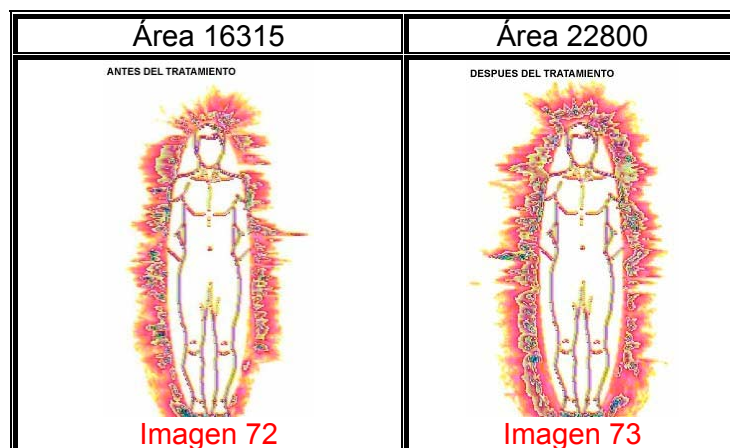 Área 16315
Área 22800
ANTES DEL TRATAMIENTO
DESPUES DEL TRATAMIENTO
Imagen 72
Imagen 73